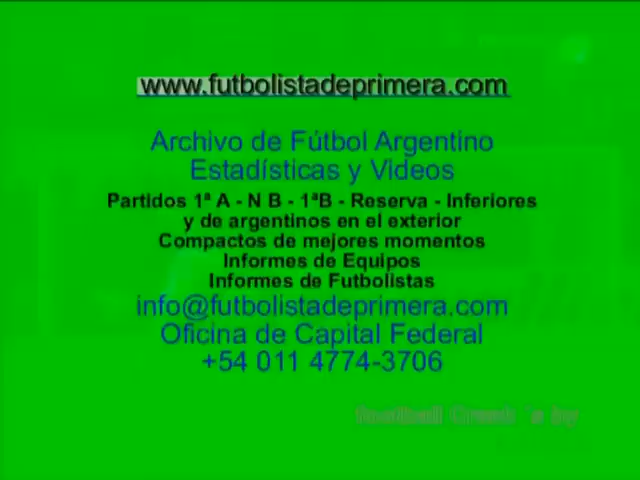 www.futbolistadeprimera.com
Archivo de Fútbol Argentino
Estadísticas y Videos
Partidos 1ª A - N B - 1ªB - Reserva - Inferiores
y de argentinos en el exterior
Compactos de mejores momentos
Informes de Equipos
Informes de Futbolistas
info@futbolistadeprimera.com
Oficina de Capital Federal
+54 011 4774-3706
by